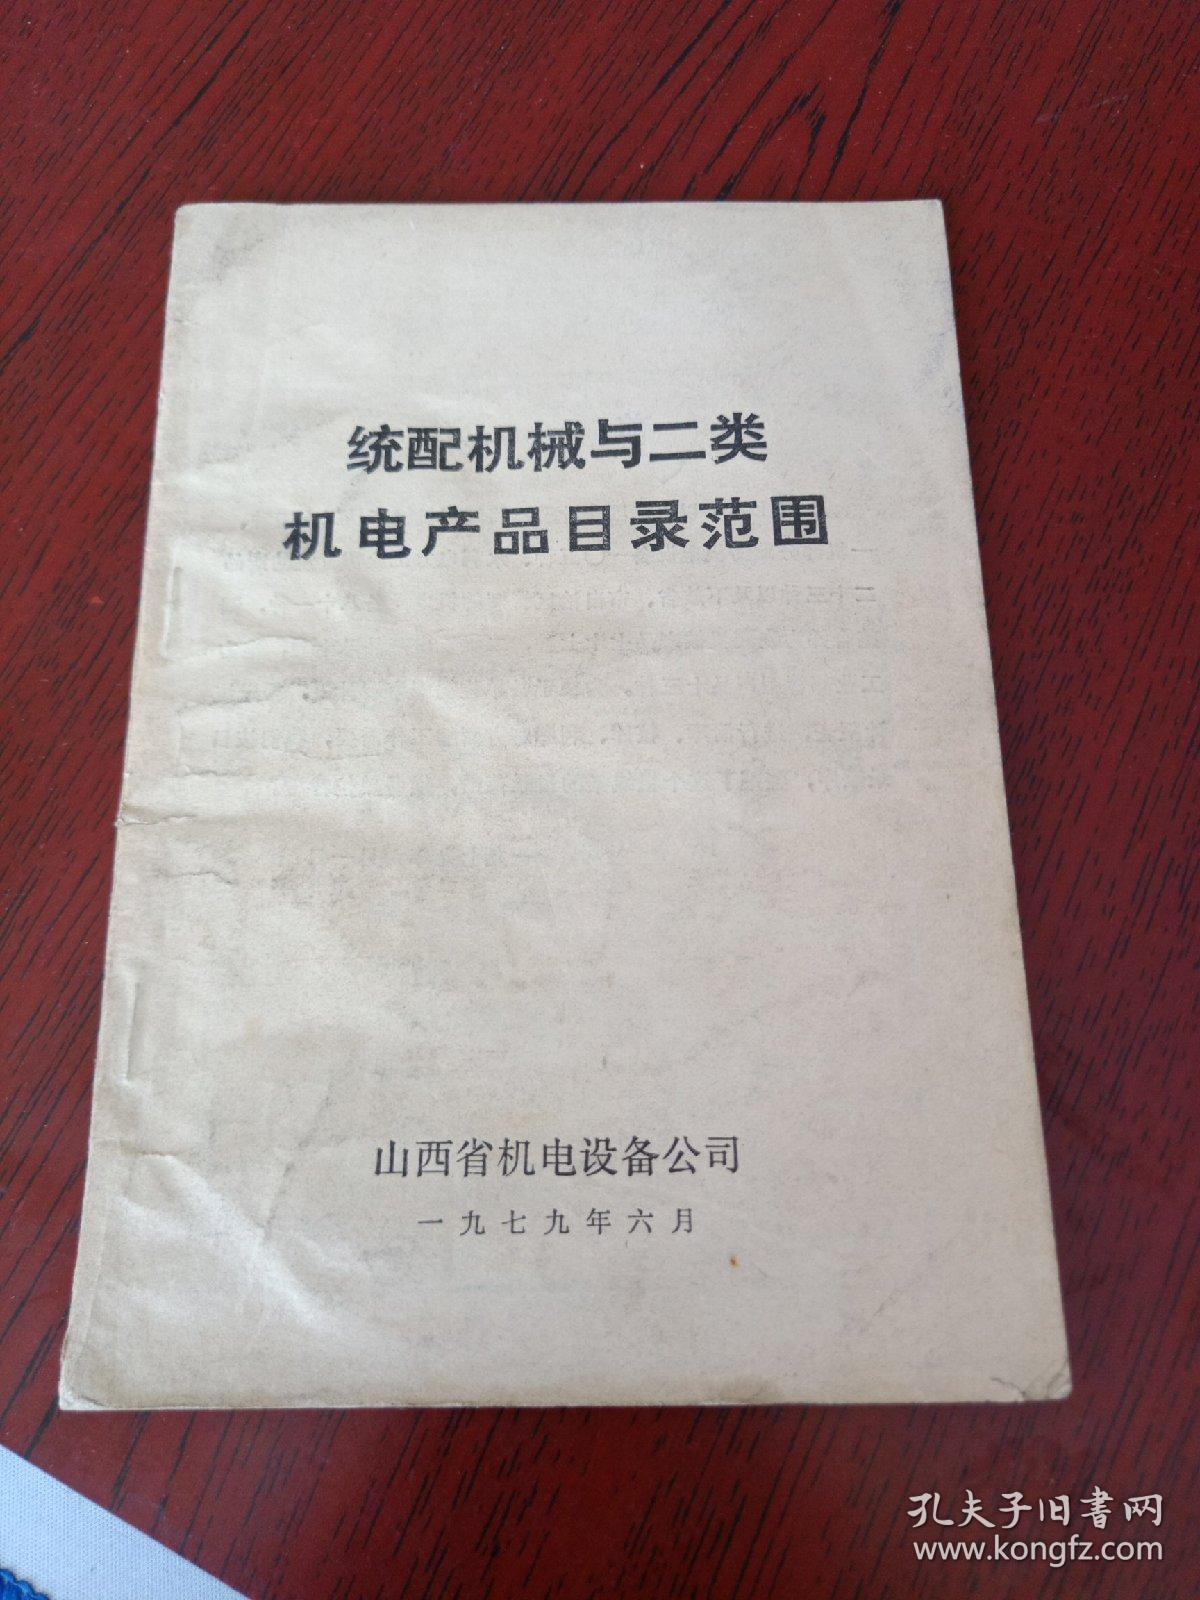 统配机械与二类
机电产品目录范围
山西省机电设备公司
一九七九年六月
孔夫子旧书网
www.kongfz.com